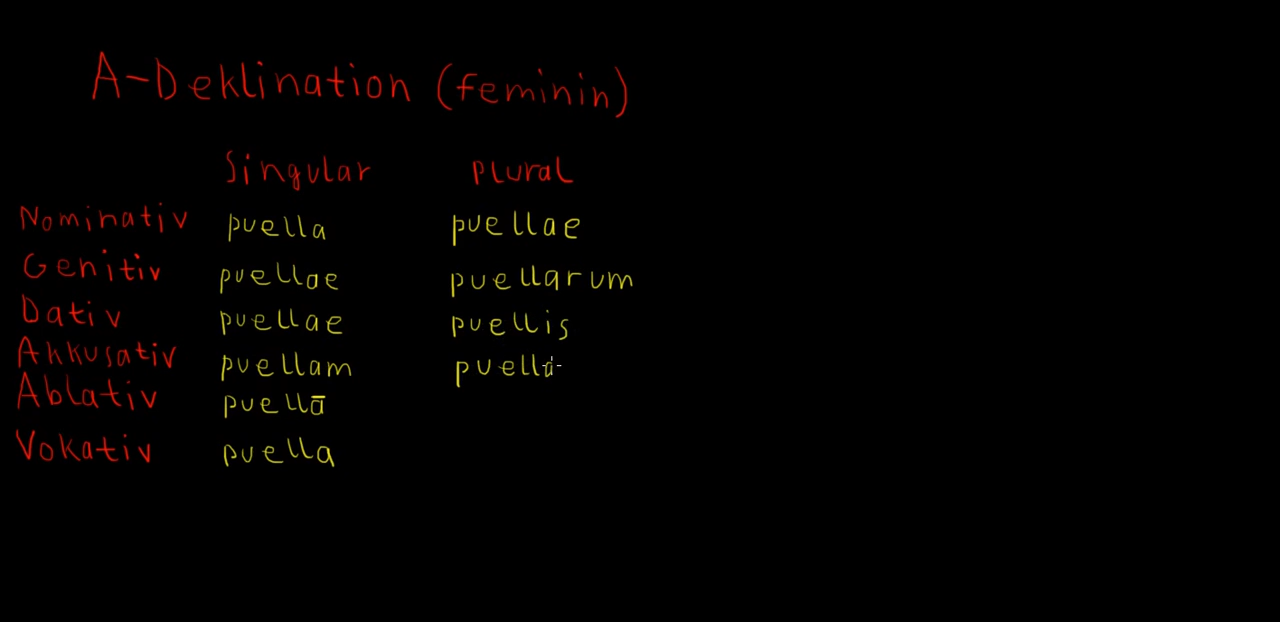 A-Deklination (feminin)
Singular Plural
Nominativ puella puellae
Genitiv puellae puellarum
Dativ puellae puellis
Akkusativ puellam puella
Ablativ puellā
Vokativ puella